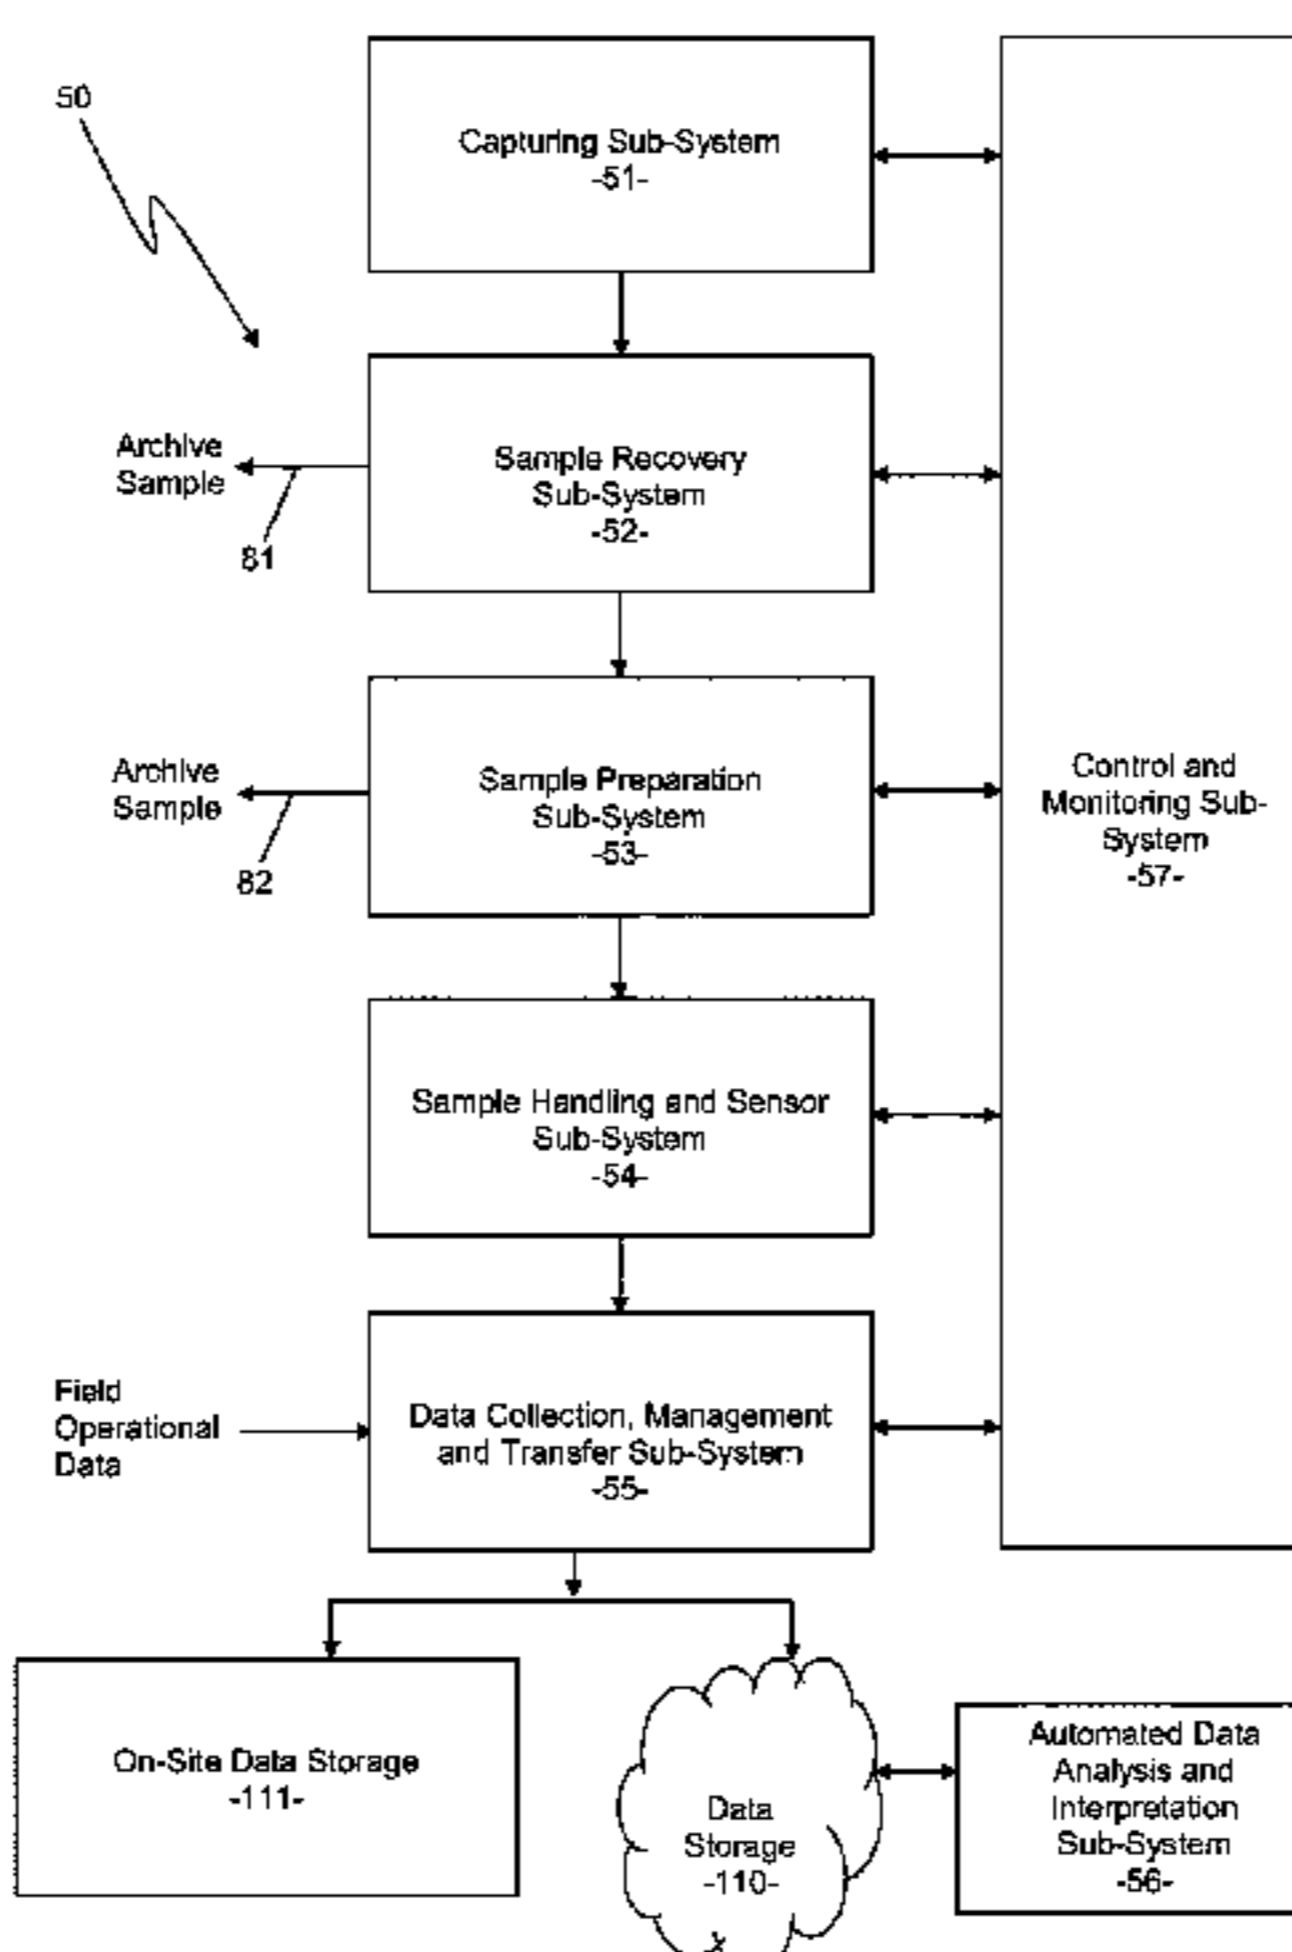 50
Capturing Sub-System
-51-
Archive
Sample
81
Sample Recovery
Sub-System
-52-
Archive
Sample
82
Sample Preparation
Sub-System
-53-
Control and
Monitoring Sub-
System
-57-
Sample Handling and Sensor
Sub-System
-54-
Field
Operational
Data
Data Collection, Management
and Transfer Sub-System
-55-
On-Site Data Storage
-111-
Data
Storage
-110-
Automated Data
Analysis and
Interpretation
Sub-System
-56-